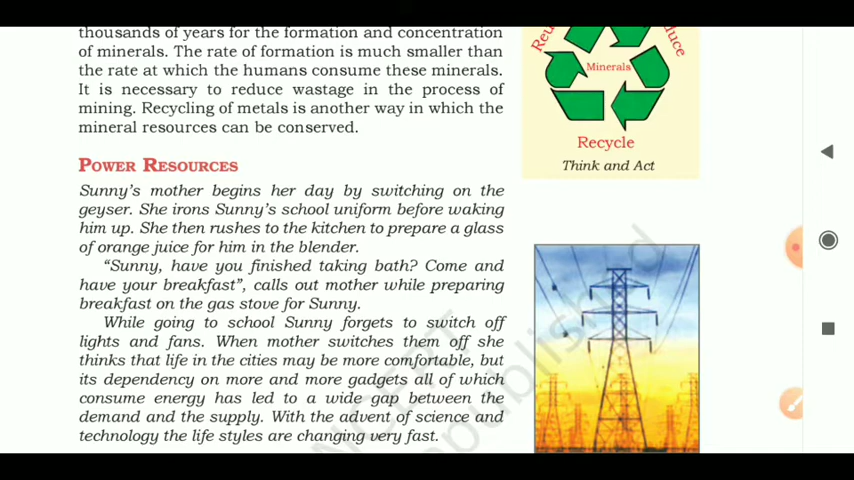 thousands of years for the formation and concentration
of minerals. The rate of formation is much smaller than
the rate at which the humans consume these minerals.
It is necessary to reduce wastage in the process of
mining. Recycling of metals is another way in which the
mineral resources can be conserved.
Minerals
Recycle
Think and Act
POWER RESOURCES
Sunny's mother begins her day by switching on the
geyser. She irons Sunny's school uniform before waking
him up. She then rushes to the kitchen to prepare a glass
of orange juice for him in the blender.
"Sunny, have you finished taking bath? Come and
have your breakfast", calls out mother while preparing
breakfast on the gas stove for Sunny.
While going to school Sunny forgets to switch off
lights and fans. When mother switches them off she
thinks that life in the cities may be more comfortable, but
its dependency on more and more gadgets all of which
consume energy has led to a wide gap between the
demand and the supply. With the advent of science and
technology the life styles are changing very fast.